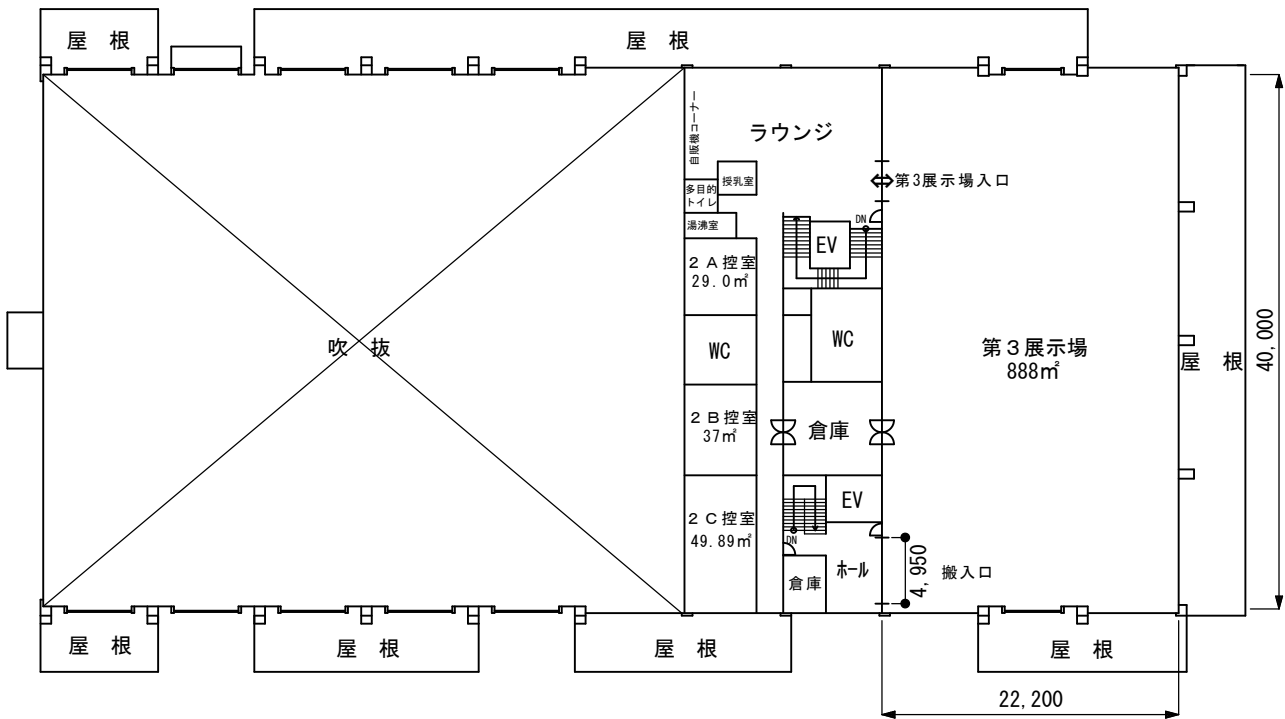 屋 根
屋 根
自販機コーナー
ラウンジ
授乳室
第3展示場入口
多目的
トイレ
湯沸室
DN
EV
2A控室
29.0㎡
吹 抜
WC
WC
第3展示場
888㎡
屋 根
40,000
2B控室
37㎡
倉庫
2C控室
49.89㎡
EV
DN
倉庫
ホール
4,950
搬入口
屋 根
屋 根
屋 根
屋 根
22,200